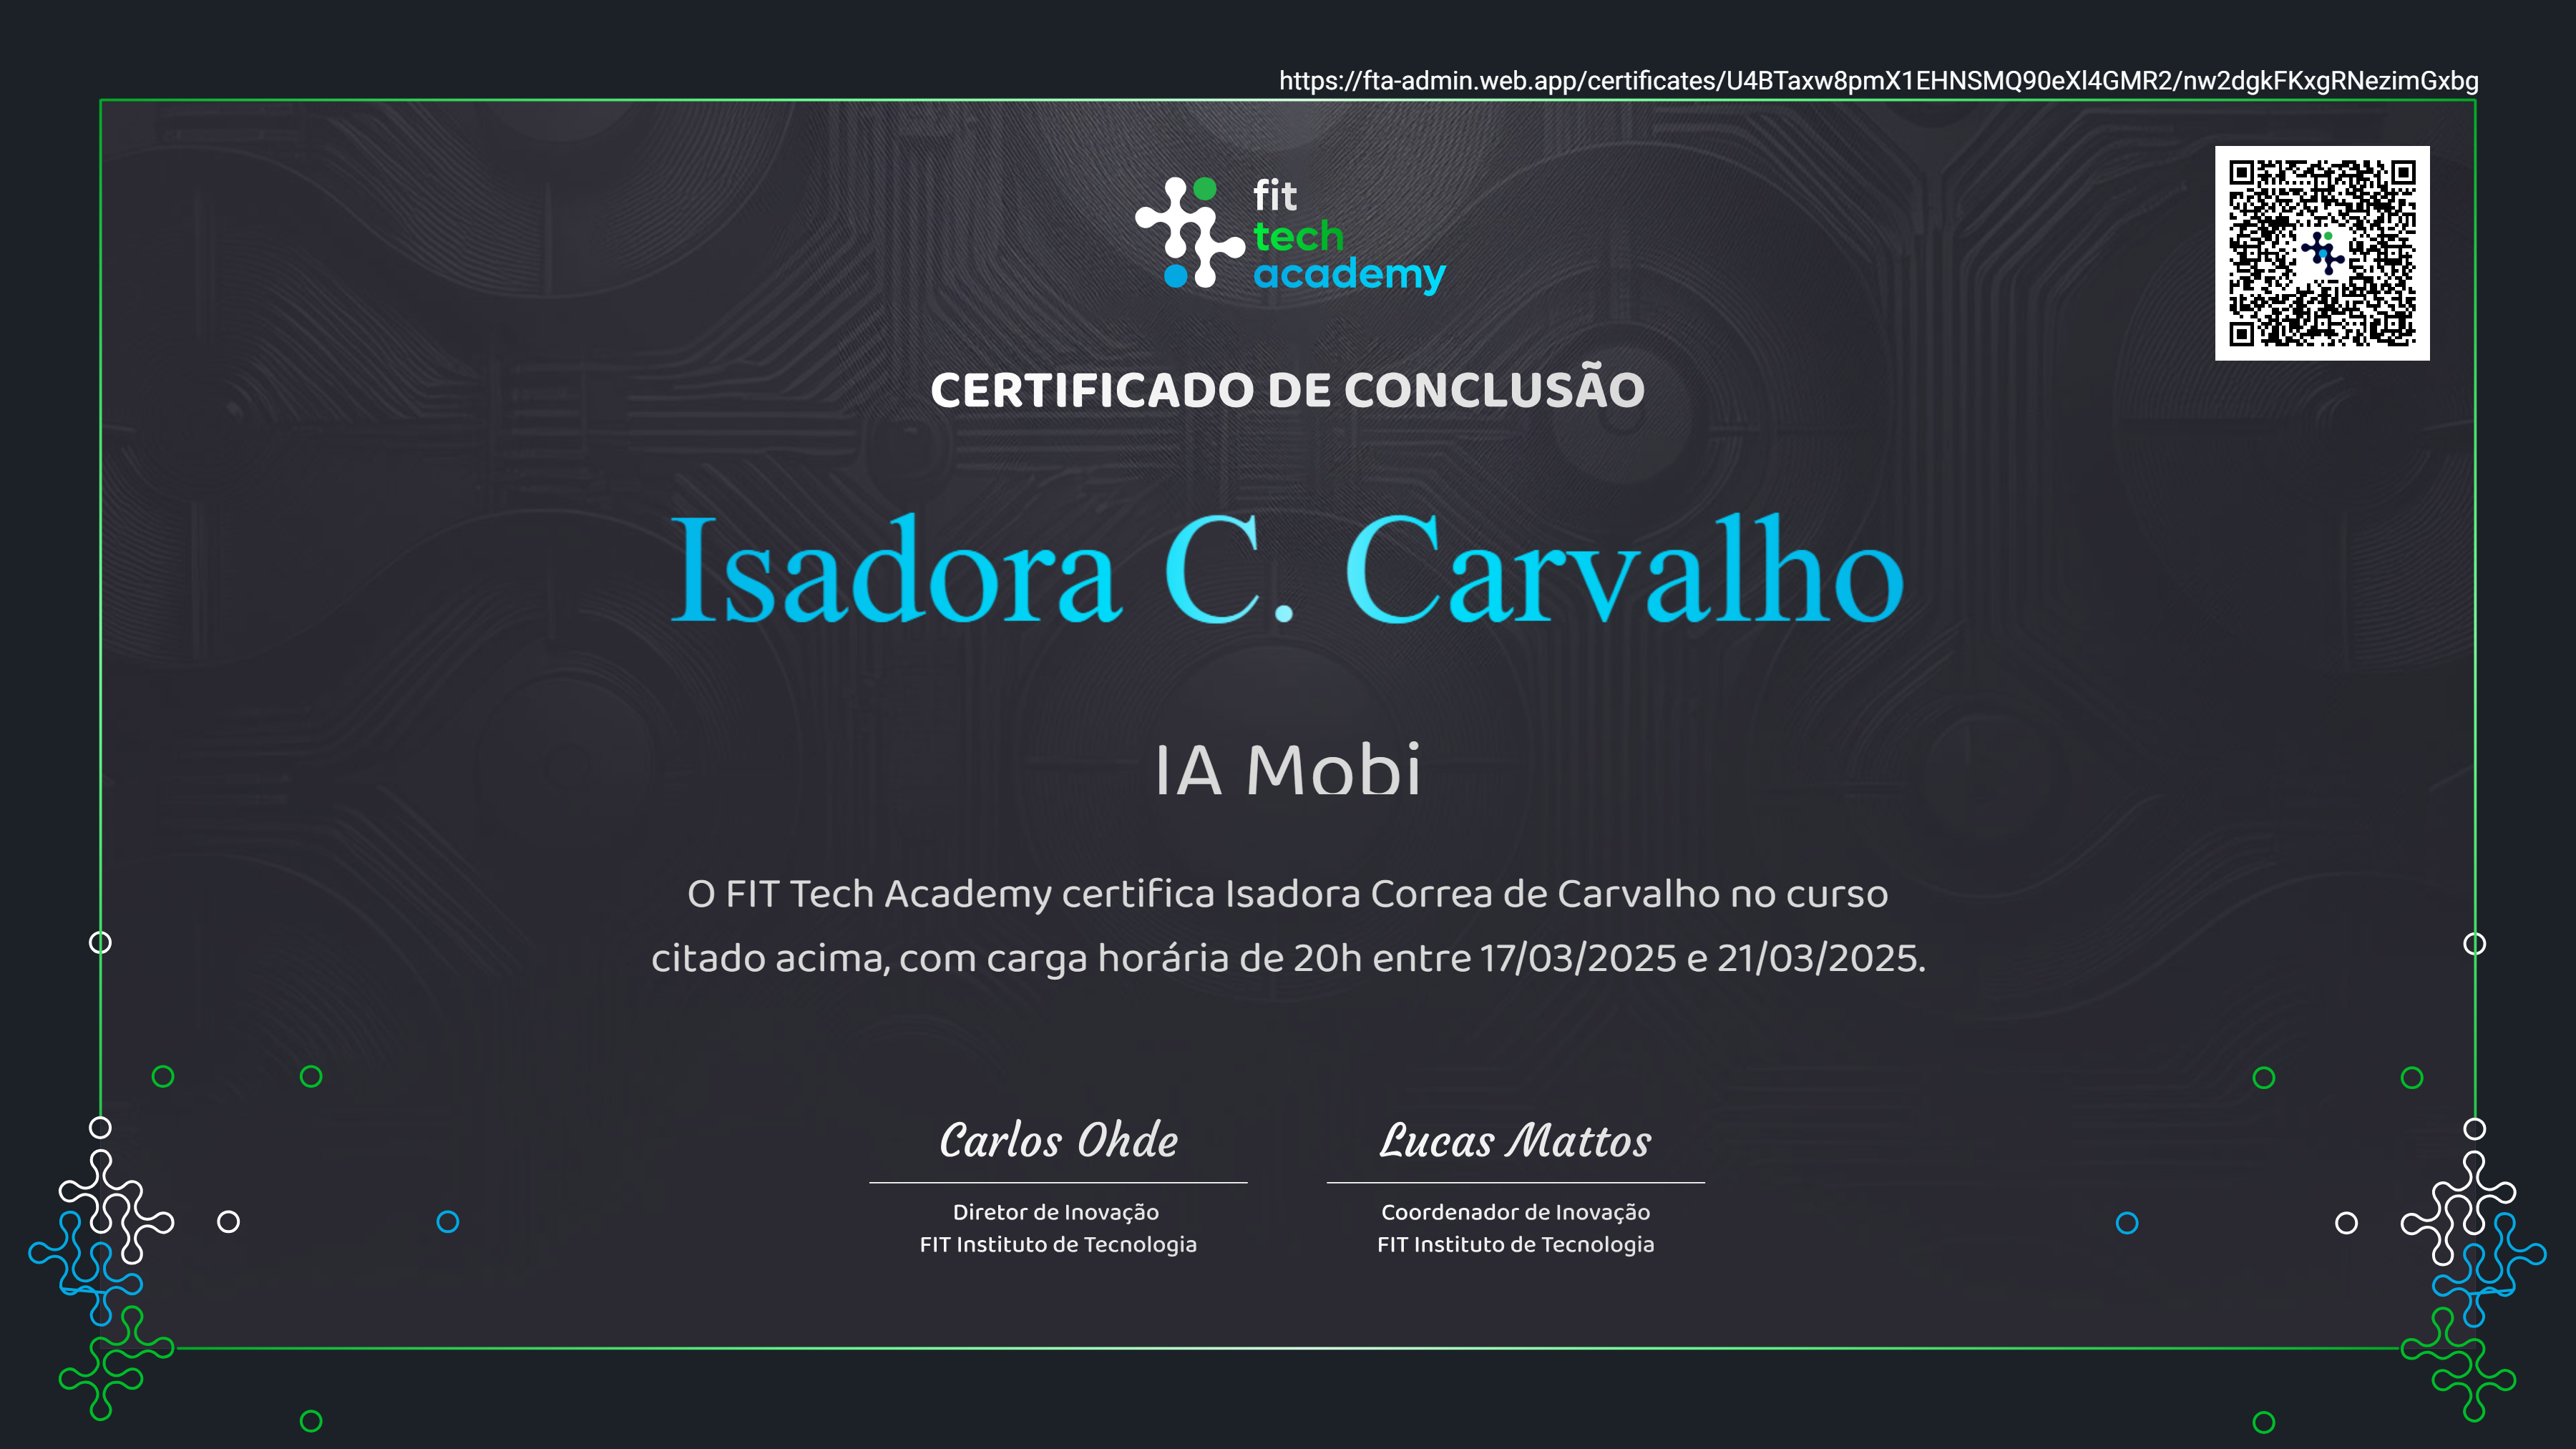 https://fta-admin.web.app/certificates/U4BTaxw8pmX1EHNSMQ90eXl4GMR2/nw2dgkFKxgRNezimGxbg
fit
tech
academy
CERTIFICADO DE CONCLUSÃO
Isadora C. Carvalho
IA Mobi
O FIT Tech Academy certifica Isadora Correa de Carvalho no curso
citado acima, com carga horária de 20h entre 17/03/2025 e 21/03/2025.
Carlos Ohde
Diretor de Inovação
FIT Instituto de Tecnologia
Lucas Mattos
Coordenador de Inovação
FIT Instituto de Tecnologia